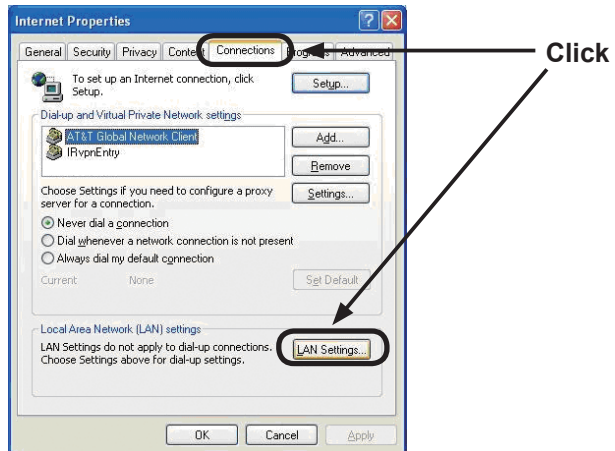 Internet Properties
General Security Privacy Content Connections Programs Advanced
Click
To set up an Internet connection, click
Setup.
Setup...
Dial-up and Virtual Private Network settings
AT&T Global Network Client
IRvpnEntry
Add...
Remove
Choose Settings if you need to configure a proxy
server for a connection.
Settings...
Never dial a connection
Dial whenever a network connection is not present
Always dial my default connection
Current None
Set Default
Local Area Network (LAN) settings
LAN Settings do not apply to dial-up connections.
Choose Settings above for dial-up settings.
LAN Settings...
OK Cancel Apply